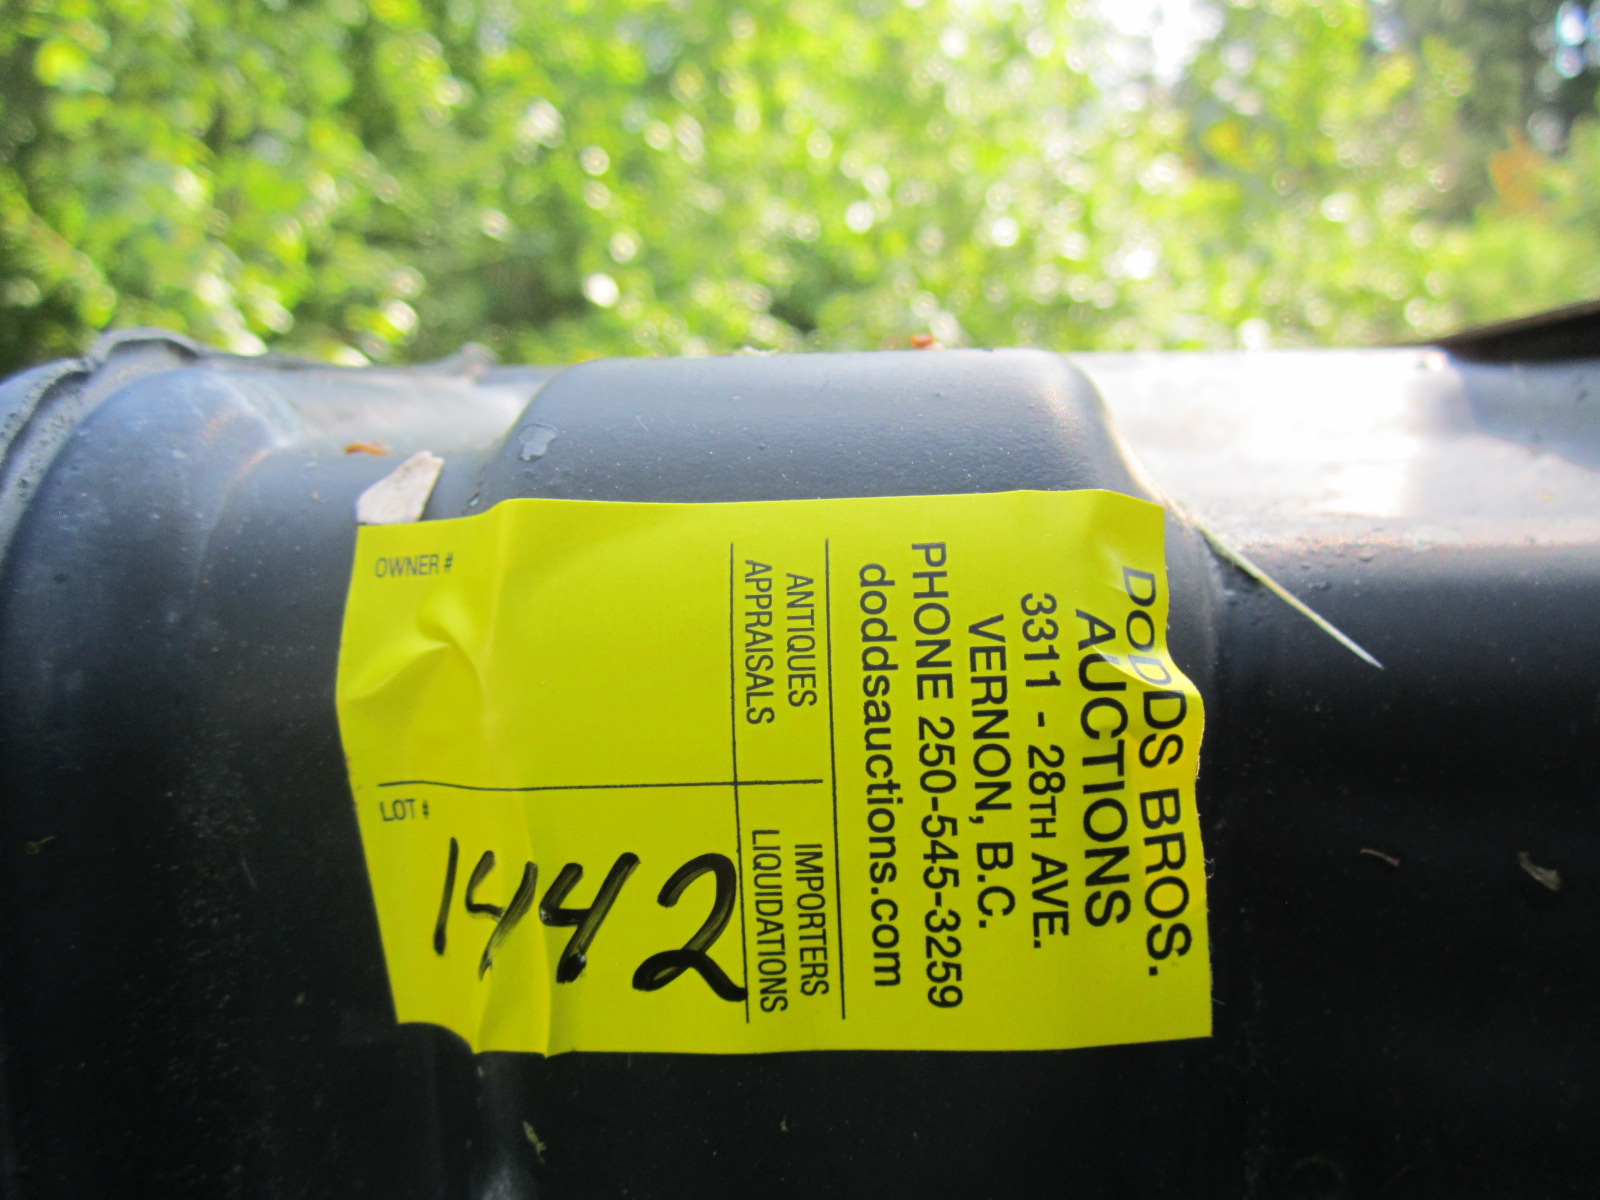 DODDS BROS.
AUCTIONS
3311 - 28TH AVE.
VERNON, B.C.
PHONE 250-545-3259
doddsauctions.com
ANTIQUES
APPRAISALS
IMPORTERS
LIQUIDATIONS
OWNER #
LOT #
1442